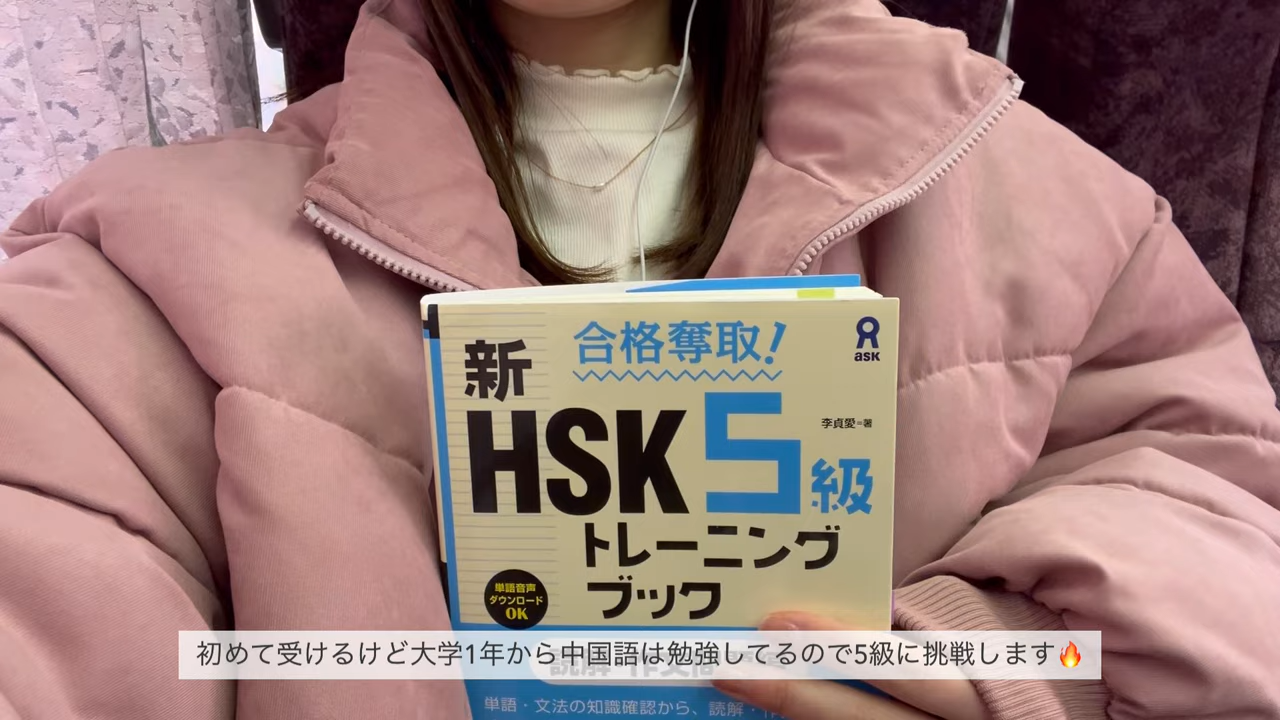 合格奪取!
ask
新
HSK5級
李貞愛=著
トレーニング
ブック
単語音声
ダウンロード
OK
初めて受けるけど大学1年から中国語は勉強してるので5級に挑戦します🔥
単語・文法の知識確認から、読解・作